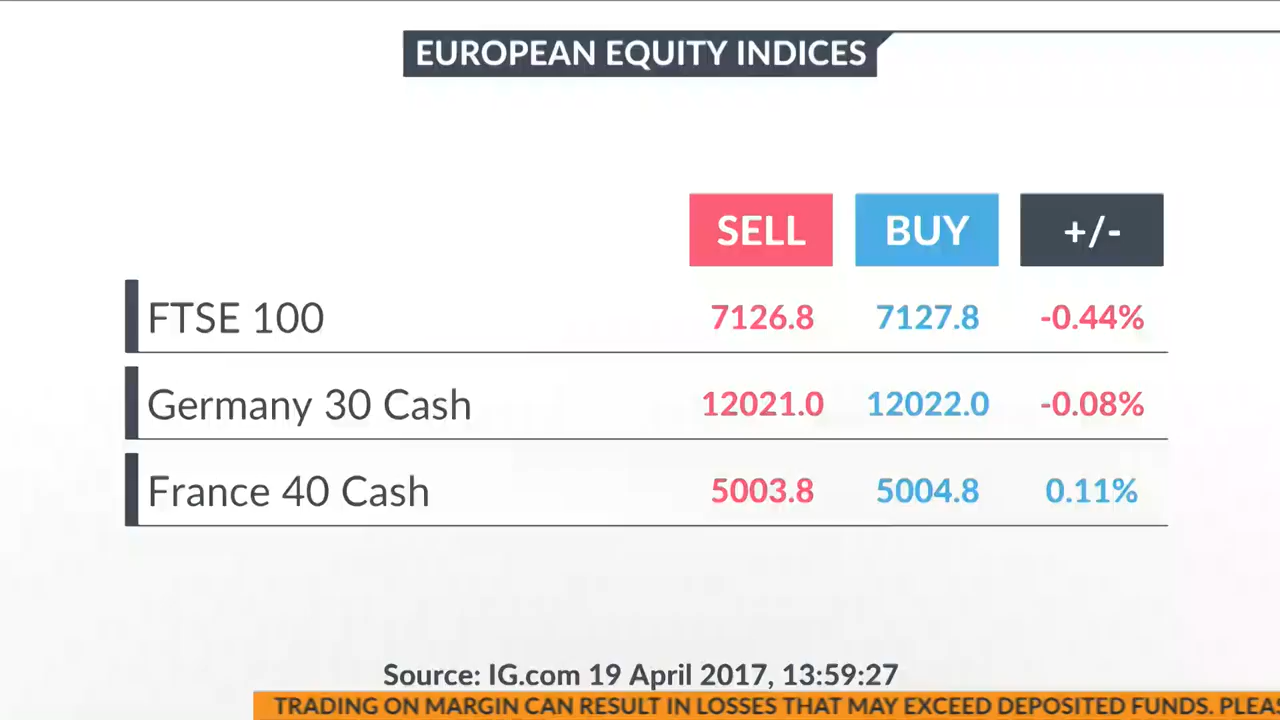 EUROPEAN EQUITY INDICES
SELL BUY +/-
FTSE 100 7126.8 7127.8 -0.44%
Germany 30 Cash 12021.0 12022.0 -0.08%
France 40 Cash 5003.8 5004.8 0.11%
Source: IG.com 19 April 2017, 13:59:27
TRADING ON MARGIN CAN RESULT IN LOSSES THAT MAY EXCEED DEPOSITED FUNDS.